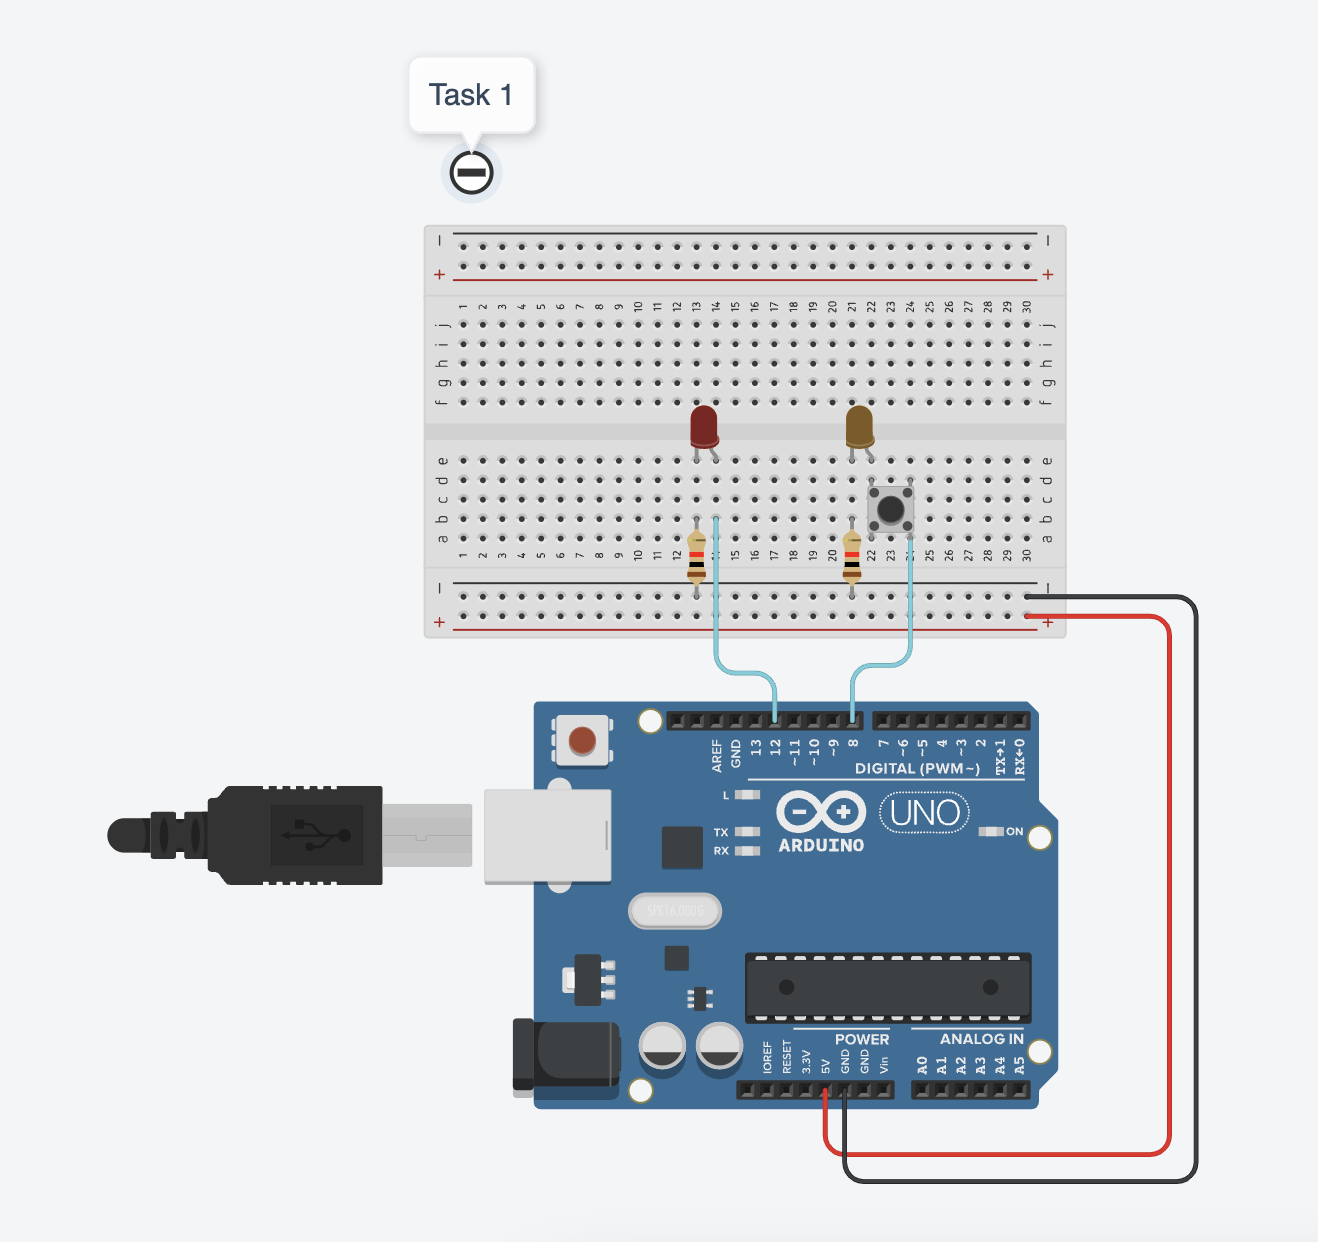 Task 1
− −
+ +
1 2 3 4 5 6 7 8 9 10 11 12 13 14 15 16 17 18 19 20 21 22 23 24 25 26 27 28 29 30
j j
i i
h h
g g
f f
e e
d d
c c
b b
a a
1 2 3 4 5 6 7 8 9 10 11 12 13 15 16 17 18 19 20 21 22 23 25 26 27 28 29 30
− −
+ +
AREF GND 13 12 ~11 ~10 ~9 8 7 ~6 ~5 4 ~3 2 TX→1 RX←0
DIGITAL (PWM~)
L
UNO
TX
RX
ON
ARDUINO
SPK16.000G
POWER ANALOG IN
IOREF RESET 3.3V 5V GND GND Vin A0 A1 A2 A3 A4 A5